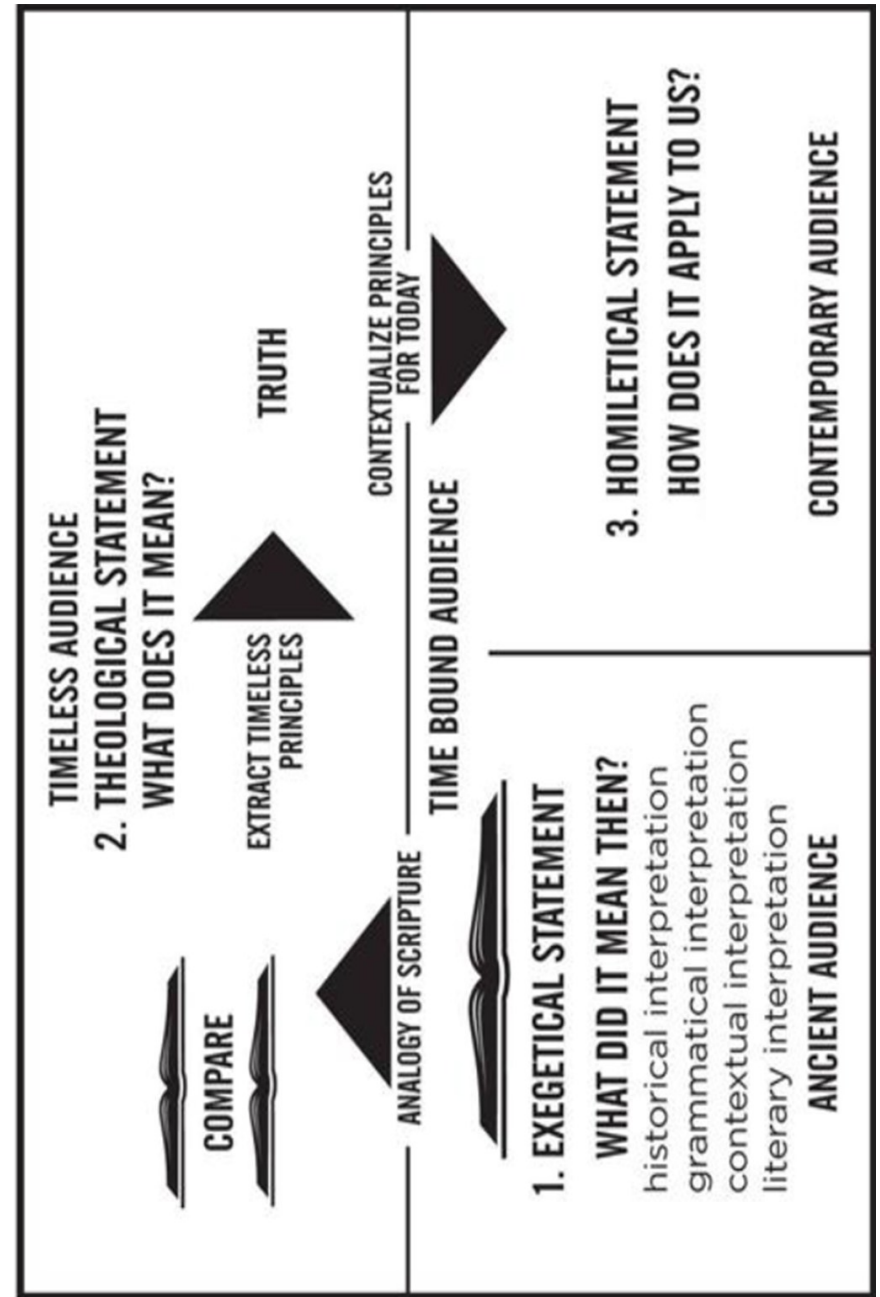 TIMELESS AUDIENCE
2. THEOLOGICAL STATEMENT
WHAT DOES IT MEAN?
COMPARE
EXTRACT TIMELESS
PRINCIPLES
TRUTH
ANALOGY OF SCRIPTURE
CONTEXTUALIZE PRINCIPLES
FOR TODAY
TIME BOUND AUDIENCE
1. EXEGETICAL STATEMENT
WHAT DID IT MEAN THEN?
historical interpretation
grammatical interpretation
contextual interpretation
literary interpretation
ANCIENT AUDIENCE
3. HOMILETICAL STATEMENT
HOW DOES IT APPLY TO US?
CONTEMPORARY AUDIENCE